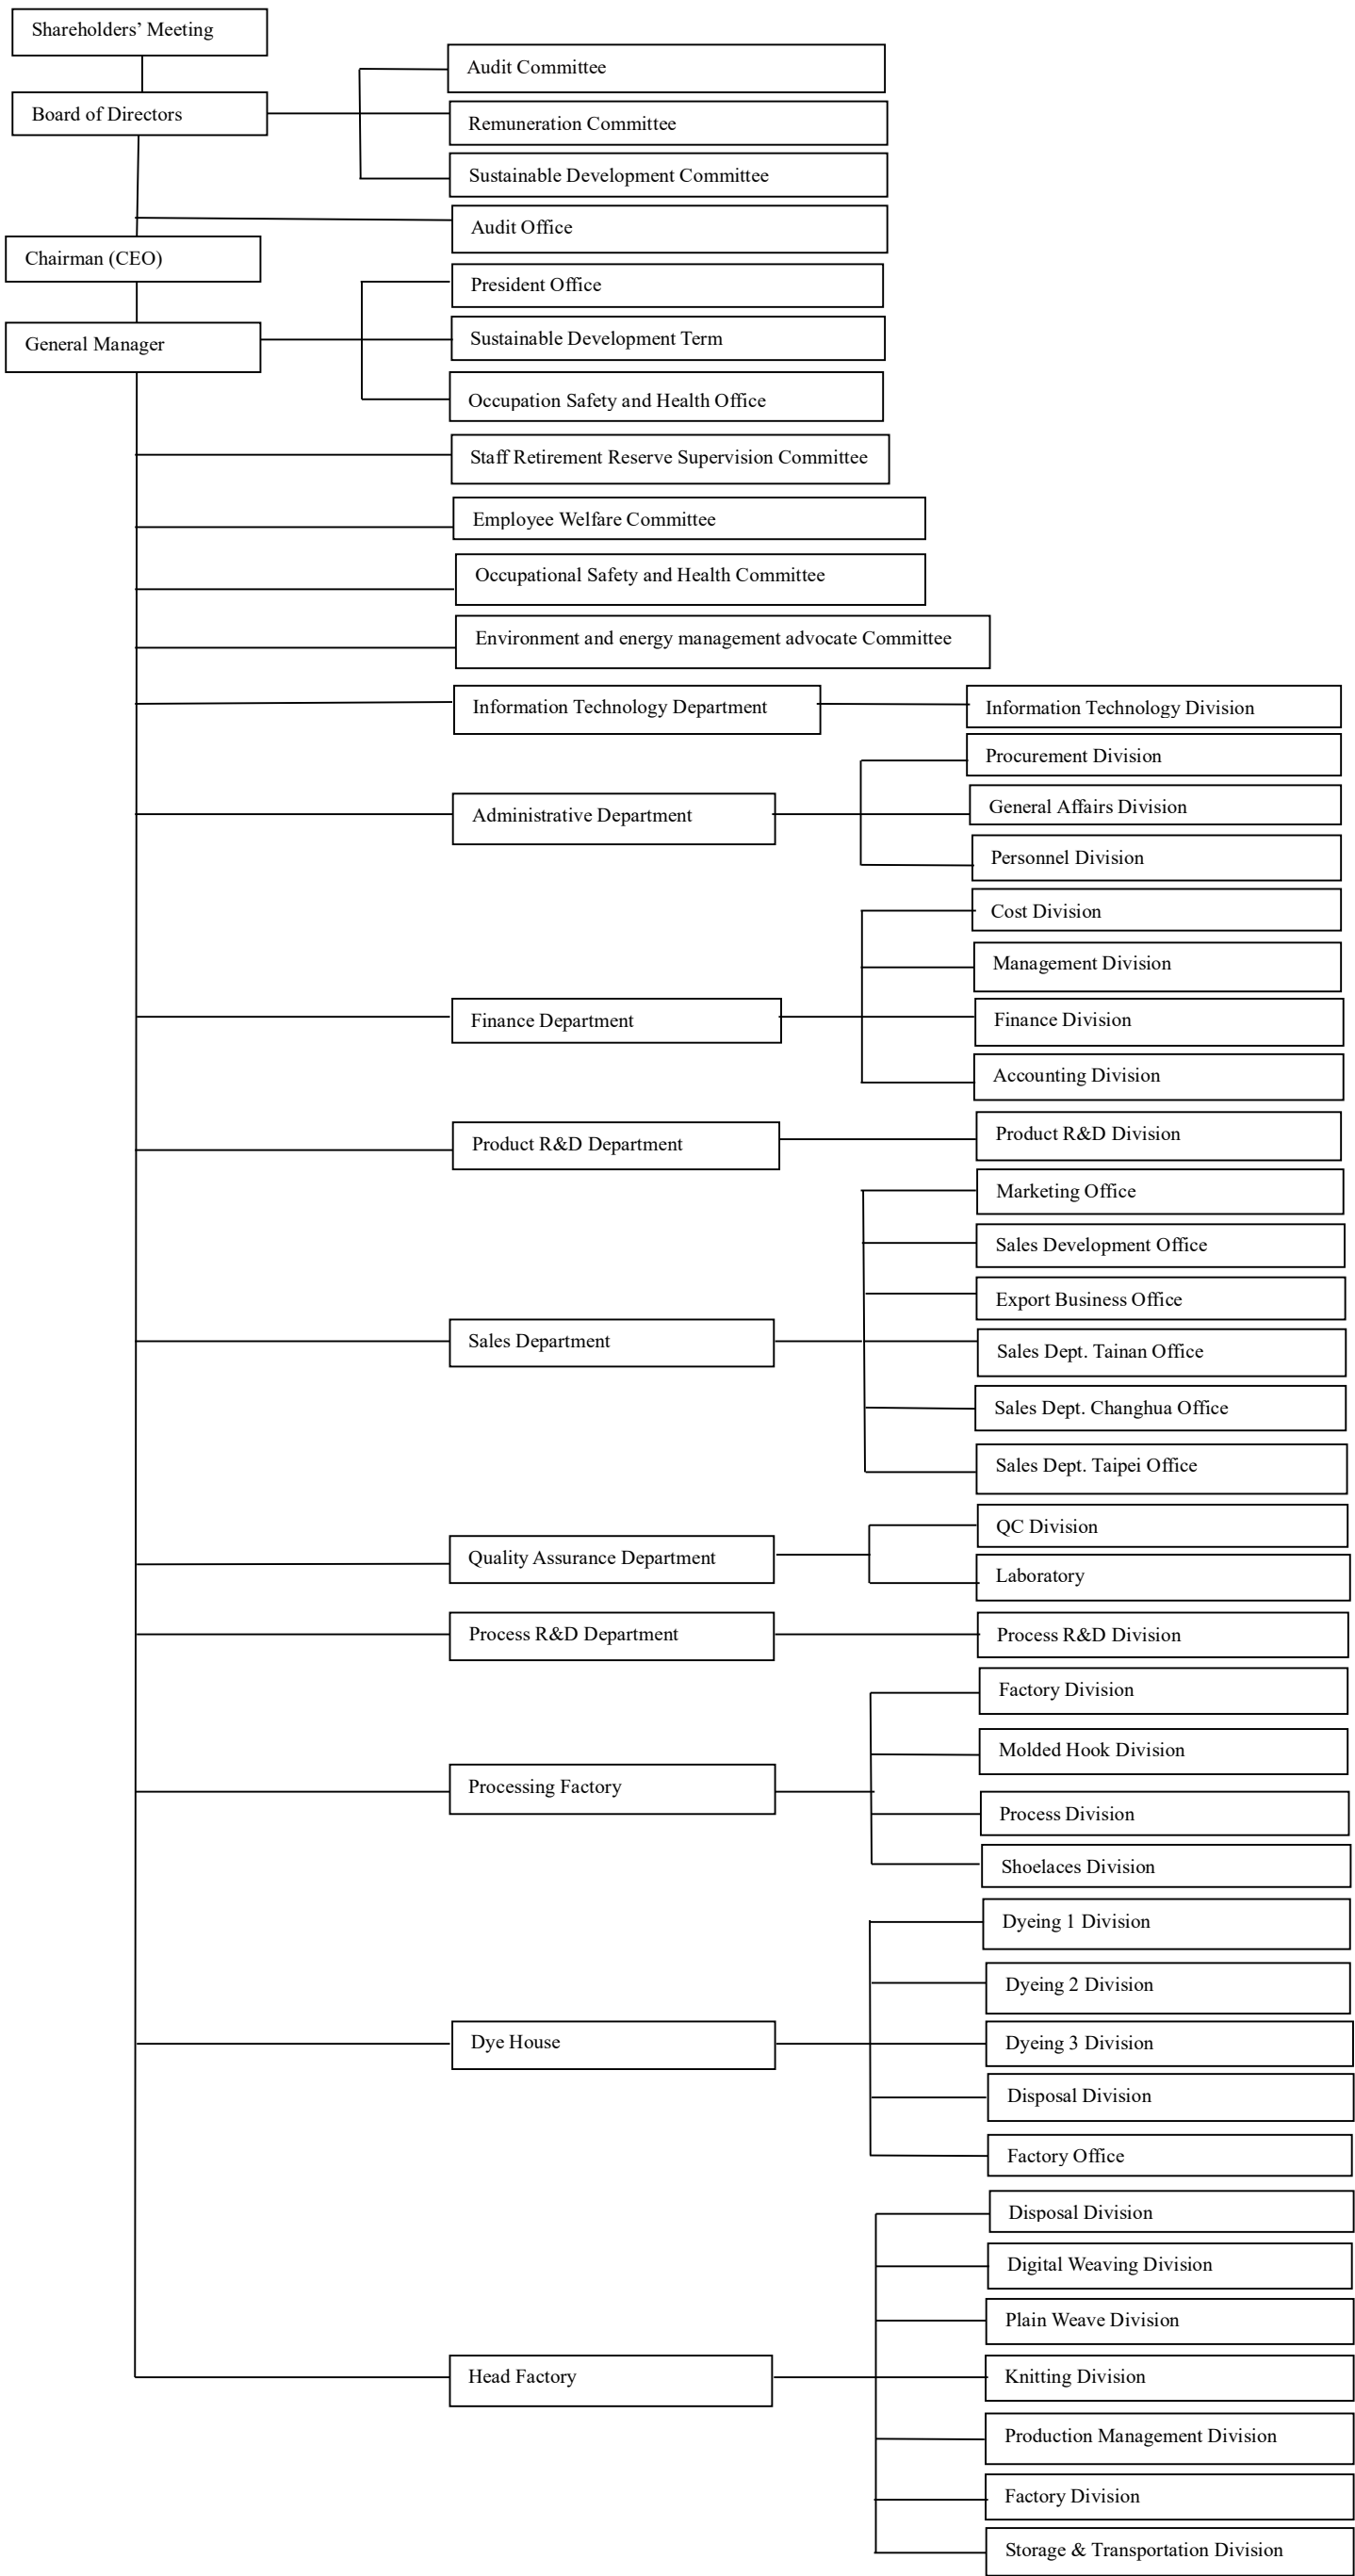 Shareholders’ Meeting
Board of Directors
Audit Committee
Remuneration Committee
Sustainable Development Committee
Audit Office
Chairman (CEO)
General Manager
President Office
Sustainable Development Term
Occupation Safety and Health Office
Staff Retirement Reserve Supervision Committee
Employee Welfare Committee
Occupational Safety and Health Committee
Environment and energy management advocate Committee
Information Technology Department
Information Technology Division
Administrative Department
Procurement Division
General Affairs Division
Personnel Division
Finance Department
Cost Division
Management Division
Finance Division
Accounting Division
Product R&D Department
Product R&D Division
Sales Department
Marketing Office
Sales Development Office
Export Business Office
Sales Dept. Tainan Office
Sales Dept. Changhua Office
Sales Dept. Taipei Office
Quality Assurance Department
QC Division
Laboratory
Process R&D Department
Process R&D Division
Processing Factory
Factory Division
Molded Hook Division
Process Division
Shoelaces Division
Dye House
Dyeing 1 Division
Dyeing 2 Division
Dyeing 3 Division
Disposal Division
Factory Office
Head Factory
Disposal Division
Digital Weaving Division
Plain Weave Division
Knitting Division
Production Management Division
Factory Division
Storage & Transportation Division